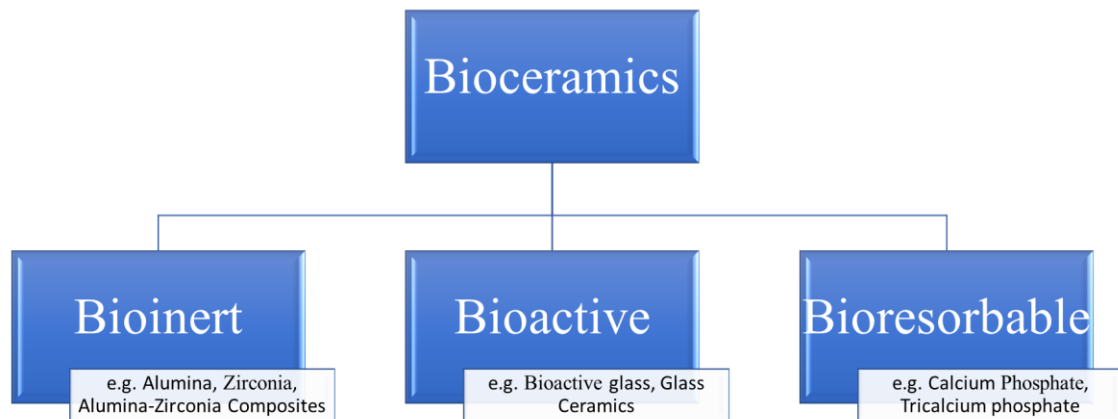 Bioceramics
Bioinert
e.g. Alumina, Zirconia,
Alumina-Zirconia Composites
Bioactive
e.g. Bioactive glass, Glass
Ceramics
Bioresorbable
e.g. Calcium Phosphate,
Tricalcium phosphate